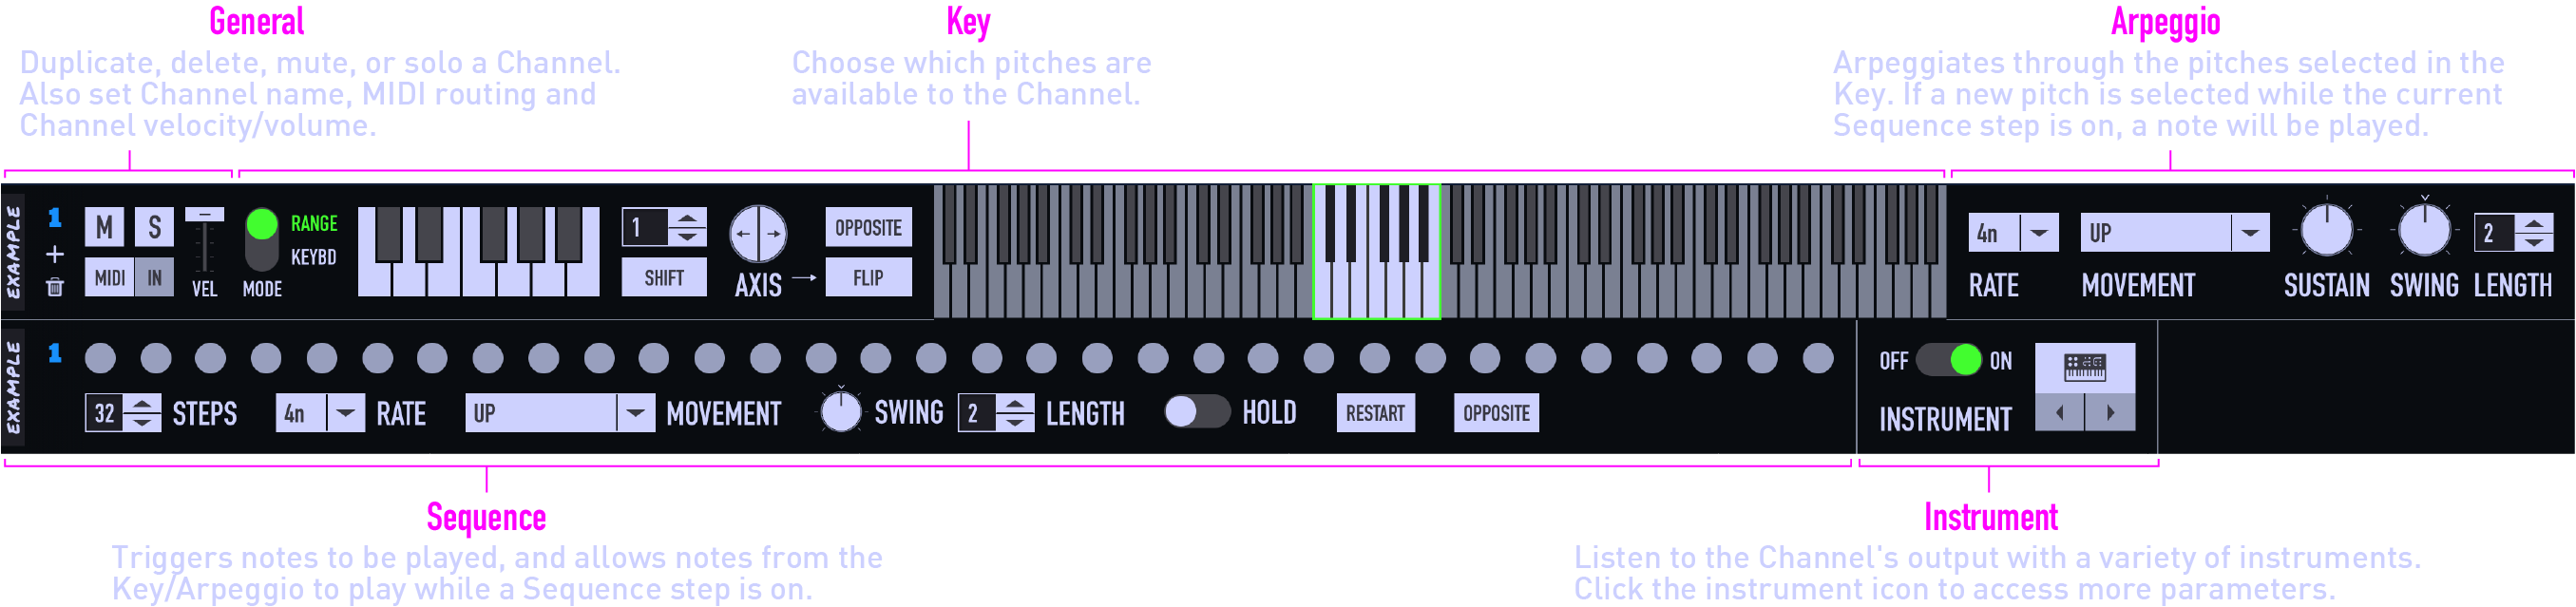 General
Duplicate, delete, mute, or solo a Channel.
Also set Channel name, MIDI routing and
Channel velocity/volume.
Key
Choose which pitches are
available to the Channel.
Arpeggio
Arpeggiates through the pitches selected in the
Key. If a new pitch is selected while the current
Sequence step is on, a note will be played.
EXAMPLE
1
M
S
MIDI
IN
VEL
RANGE
KEYBD
MODE
1
SHIFT
AXIS
OPPOSITE
FLIP
4n
RATE
UP
MOVEMENT
SUSTAIN
SWING
2
LENGTH
EXAMPLE
1
32
STEPS
4n
RATE
UP
MOVEMENT
SWING
2
LENGTH
HOLD
RESTART
OPPOSITE
OFF
ON
INSTRUMENT
Sequence
Triggers notes to be played, and allows notes from the
Key/Arpeggio to play while a Sequence step is on.
Instrument
Listen to the Channel's output with a variety of instruments.
Click the instrument icon to access more parameters.